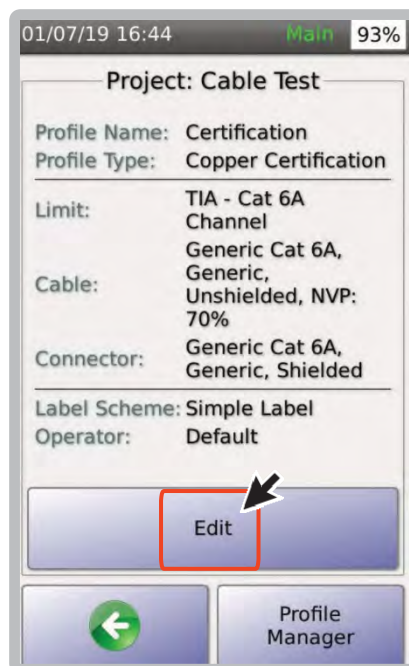 01/07/19 16:44 Main 93%
Project: Cable Test
Profile Name: Certification
Profile Type: Copper Certification
Limit: TIA - Cat 6A
Channel
Cable: Generic Cat 6A,
Generic,
Unshielded, NVP:
70%
Connector: Generic Cat 6A,
Generic, Shielded
Label Scheme: Simple Label
Operator: Default
Edit
Profile
Manager